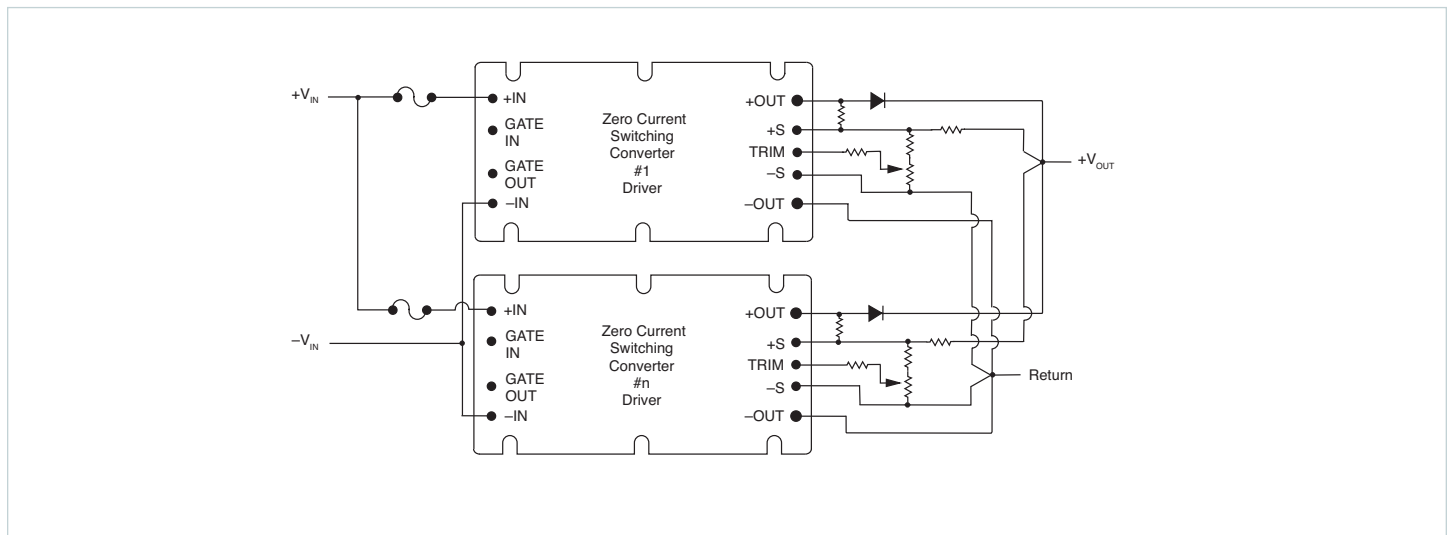 +V_IN
+IN
GATE
IN
GATE
OUT
–IN
Zero Current
Switching
Converter
#1
Driver
+OUT
+S
TRIM
–S
–OUT
+V_OUT
–V_IN
+IN
GATE
IN
GATE
OUT
–IN
Zero Current
Switching
Converter
#n
Driver
+OUT
+S
TRIM
–S
–OUT
Return